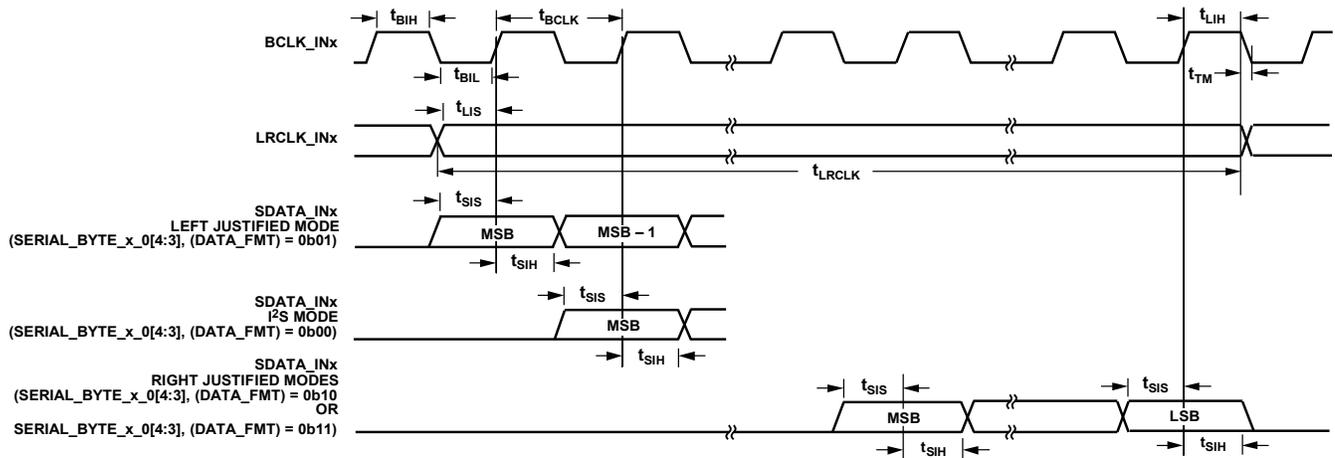 tBIH
tBCLK
tLIH
BCLK_INx
tBIL
tTM
tLIS
LRCLK_INx
tLRCLK
SDATA_INx
LEFT JUSTIFIED MODE
(SERIAL_BYTE_x_0[4:3], (DATA_FMT) = 0b01)
tSIS
MSB
MSB – 1
tSIH
SDATA_INx
I2S MODE
(SERIAL_BYTE_x_0[4:3], (DATA_FMT) = 0b00)
tSIS
MSB
tSIH
SDATA_INx
RIGHT JUSTIFIED MODES
(SERIAL_BYTE_x_0[4:3], (DATA_FMT) = 0b10
OR
SERIAL_BYTE_x_0[4:3], (DATA_FMT) = 0b11)
tSIS
tSIS
MSB
LSB
tSIH
tSIH